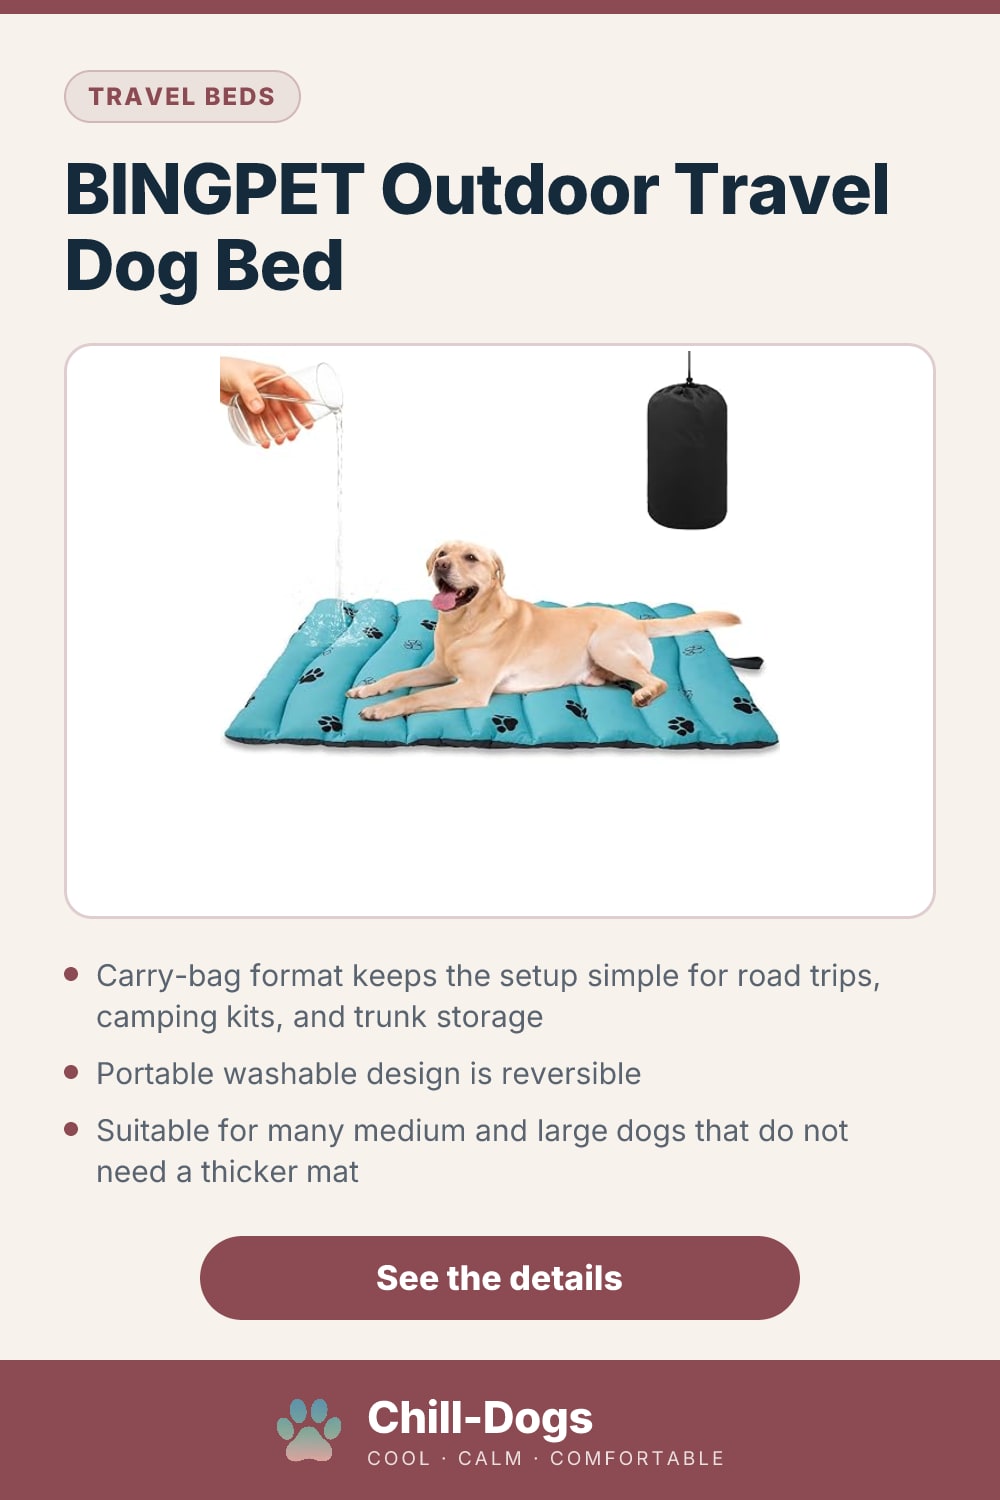 TRAVEL BEDS
BINGPET Outdoor Travel
Dog Bed
Carry-bag format keeps the setup simple for road trips,
camping kits, and trunk storage
Portable washable design is reversible
Suitable for many medium and large dogs that do not
need a thicker mat
See the details
Chill-Dogs
COOL · CALM · COMFORTABLE